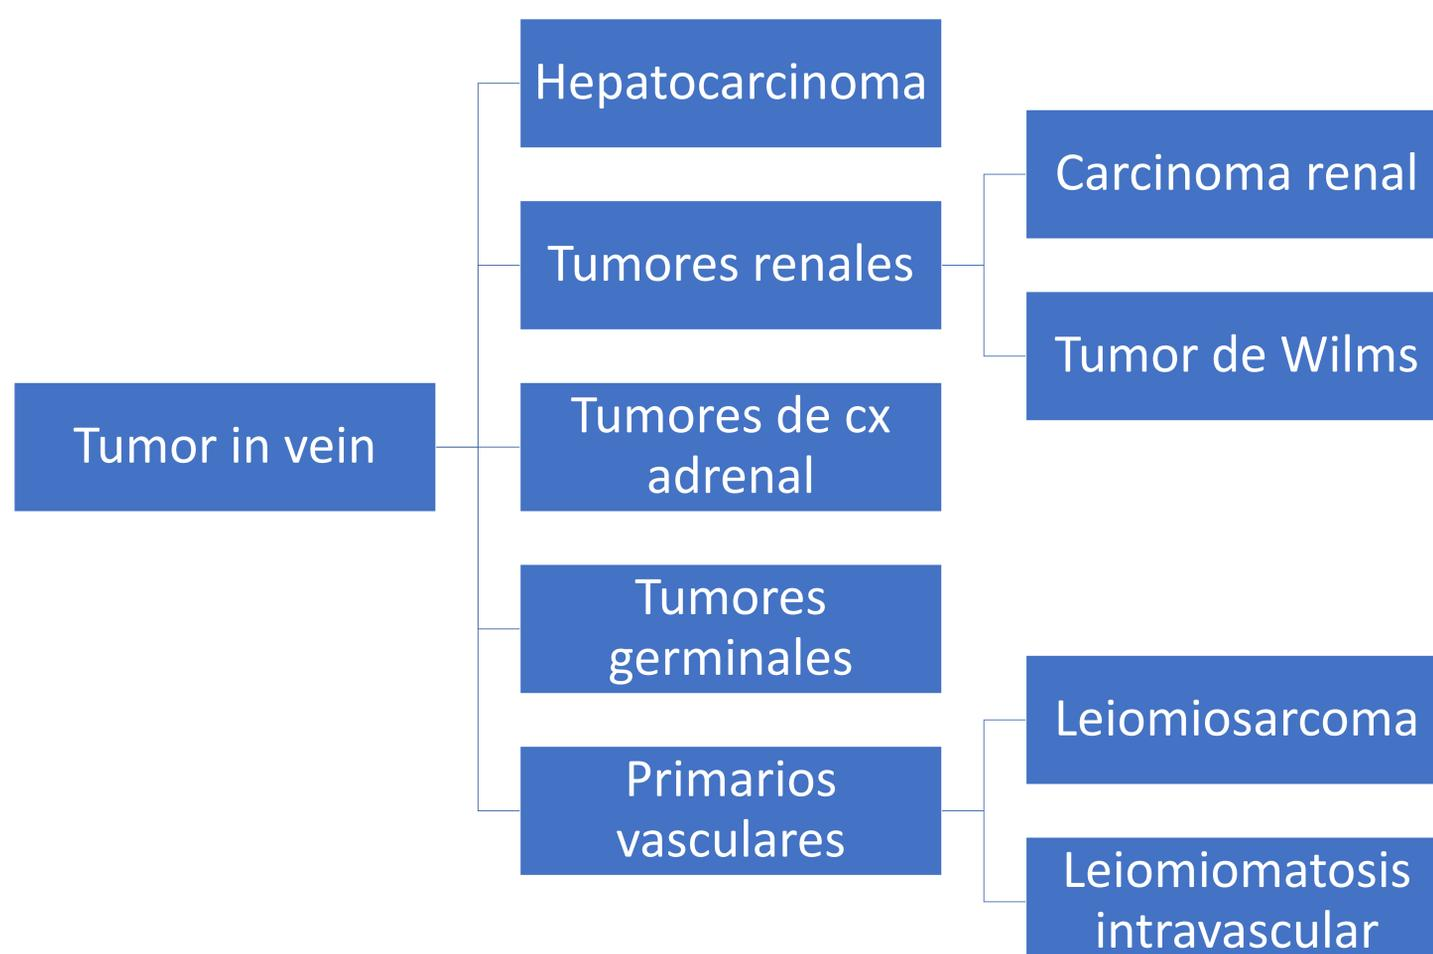 Tumor in vein
Hepatocarcinoma
Tumores renales
Carcinoma renal
Tumor de Wilms
Tumores de cx
adrenal
Tumores
germinales
Primarios
vasculares
Leiomiosarcoma
Leiomiomatosis
intravascular